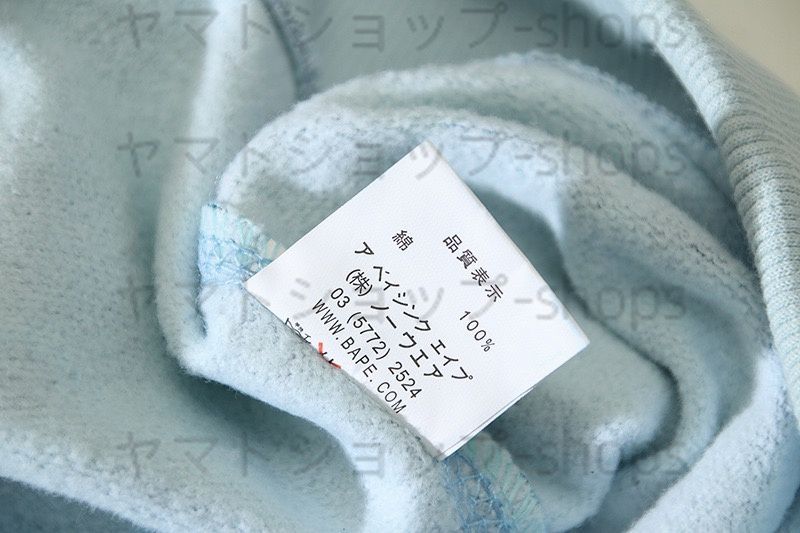 ヤマトショップ-shops
ヤマトショップ-shops
品質表示
綿 100%
ア ベイシング エイプ
(株) ノーウエア
03 (5772) 2524
WWW.BAPE.COM
ヤマトショップ-shops
ヤマトショップ-shops